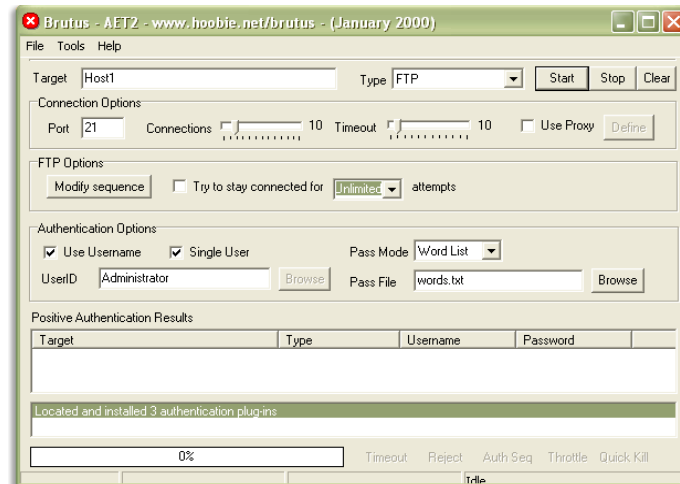 Brutus - AET2 - www.hoobie.net/brutus - (January 2000)
File Tools Help
Target Host1 Type FTP Start Stop Clear
Connection Options
Port 21 Connections 10 Timeout 10 Use Proxy Define
FTP Options
Modify sequence Try to stay connected for Unlimited attempts
Authentication Options
Use Username Single User Pass Mode Word List
UserID Administrator Browse Pass File words.txt Browse
Positive Authentication Results
Target Type Username Password
Located and installed 3 authentication plug-ins
0% Timeout Reject Auth Seq Throttle Quick Kill
Idle